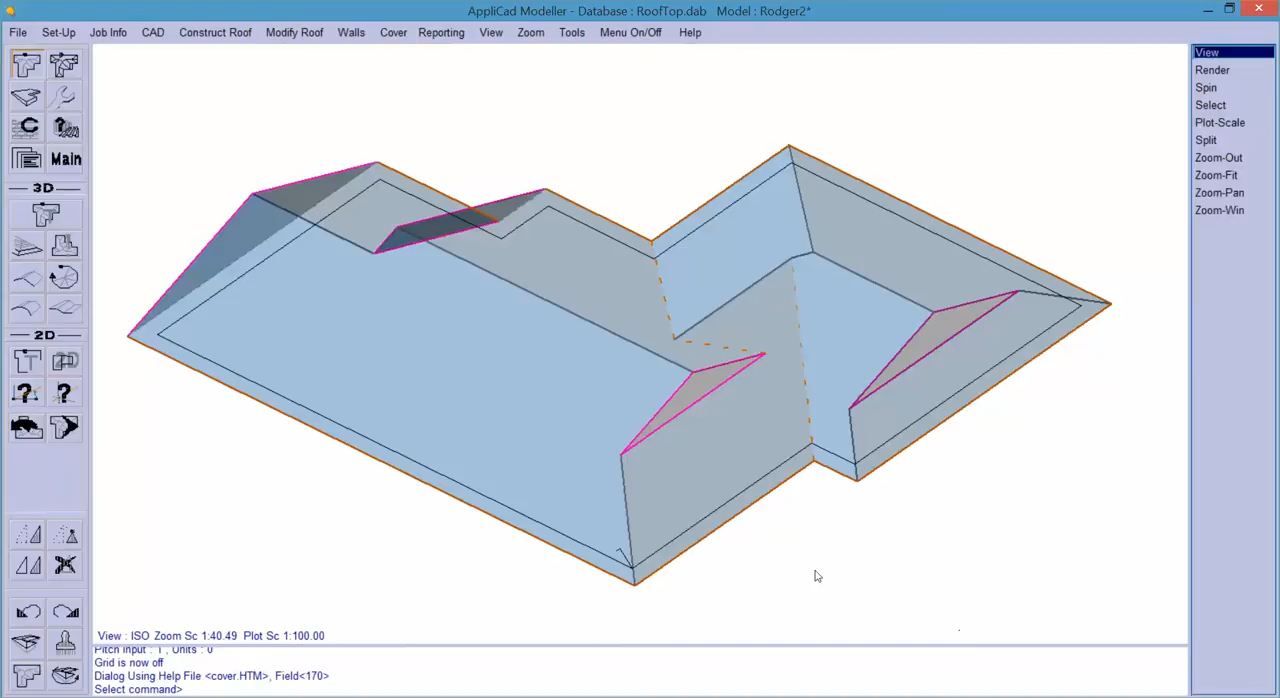 AppliCad Modeller - Database : RoofTop.dab   Model : Rodger2*
File Set-Up Job Info CAD Construct Roof Modify Roof Walls Cover Reporting View Zoom Tools Menu On/Off Help
View
Render
Spin
Select
Plot-Scale
Split
Zoom-Out
Zoom-Fit
Zoom-Pan
Zoom-Win
Main
3D
2D
View : ISO Zoom Sc 1:40.49 Plot Sc 1:100.00
Pitch Input : 1 , Units : 0
Grid is now off
Dialog Using Help File <cover.HTM>, Field<170>
Select command>